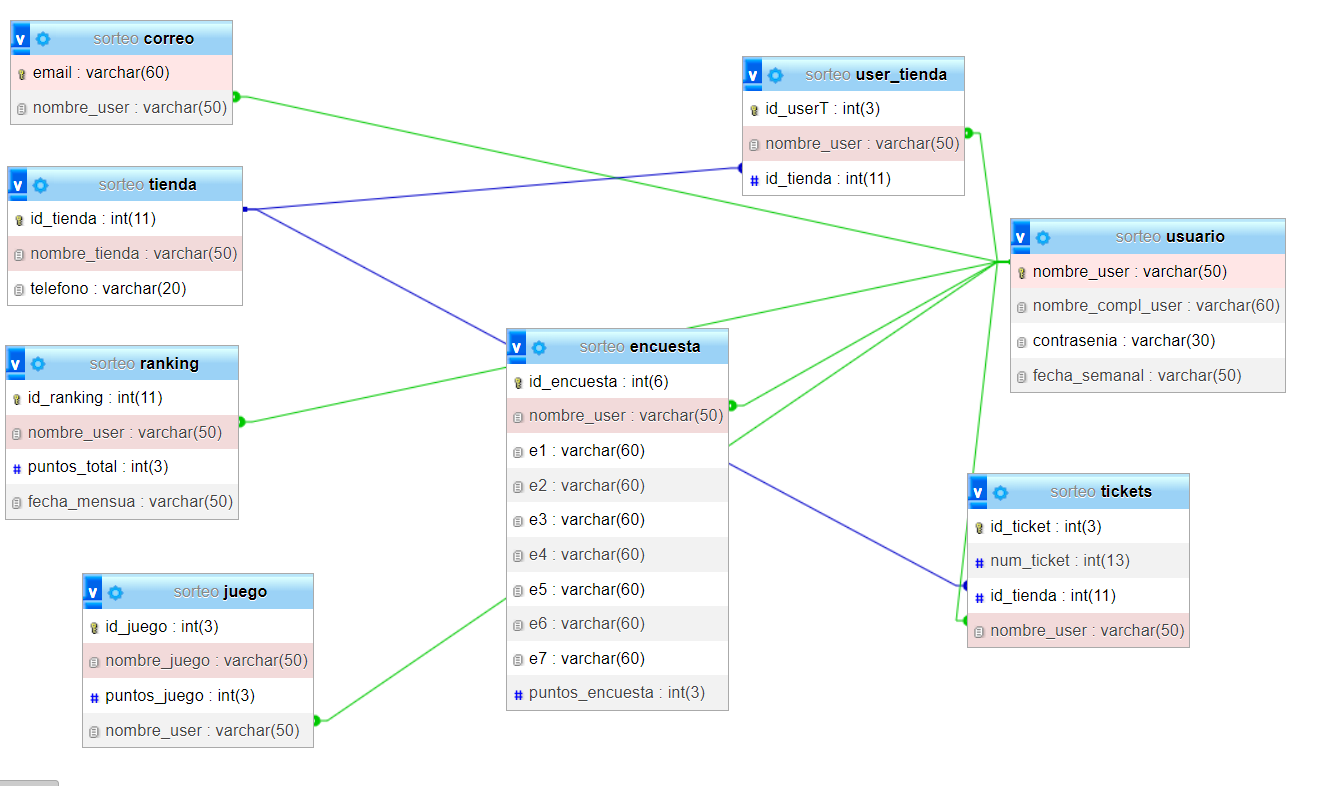 v sorteo correo
email : varchar(60)
nombre_user : varchar(50)
v sorteo tienda
id_tienda : int(11)
nombre_tienda : varchar(50)
telefono : varchar(20)
v sorteo ranking
id_ranking : int(11)
nombre_user : varchar(50)
# puntos_total : int(3)
fecha_mensua : varchar(50)
v sorteo juego
id_juego : int(3)
nombre_juego : varchar(50)
# puntos_juego : int(3)
nombre_user : varchar(50)
v sorteo encuesta
id_encuesta : int(6)
nombre_user : varchar(50)
e1 : varchar(60)
e2 : varchar(60)
e3 : varchar(60)
e4 : varchar(60)
e5 : varchar(60)
e6 : varchar(60)
e7 : varchar(60)
# puntos_encuesta : int(3)
v sorteo user_tienda
id_userT : int(3)
nombre_user : varchar(50)
# id_tienda : int(11)
v sorteo usuario
nombre_user : varchar(50)
nombre_compl_user : varchar(60)
contrasenia : varchar(30)
fecha_semanal : varchar(50)
v sorteo tickets
id_ticket : int(3)
# num_ticket : int(13)
# id_tienda : int(11)
nombre_user : varchar(50)